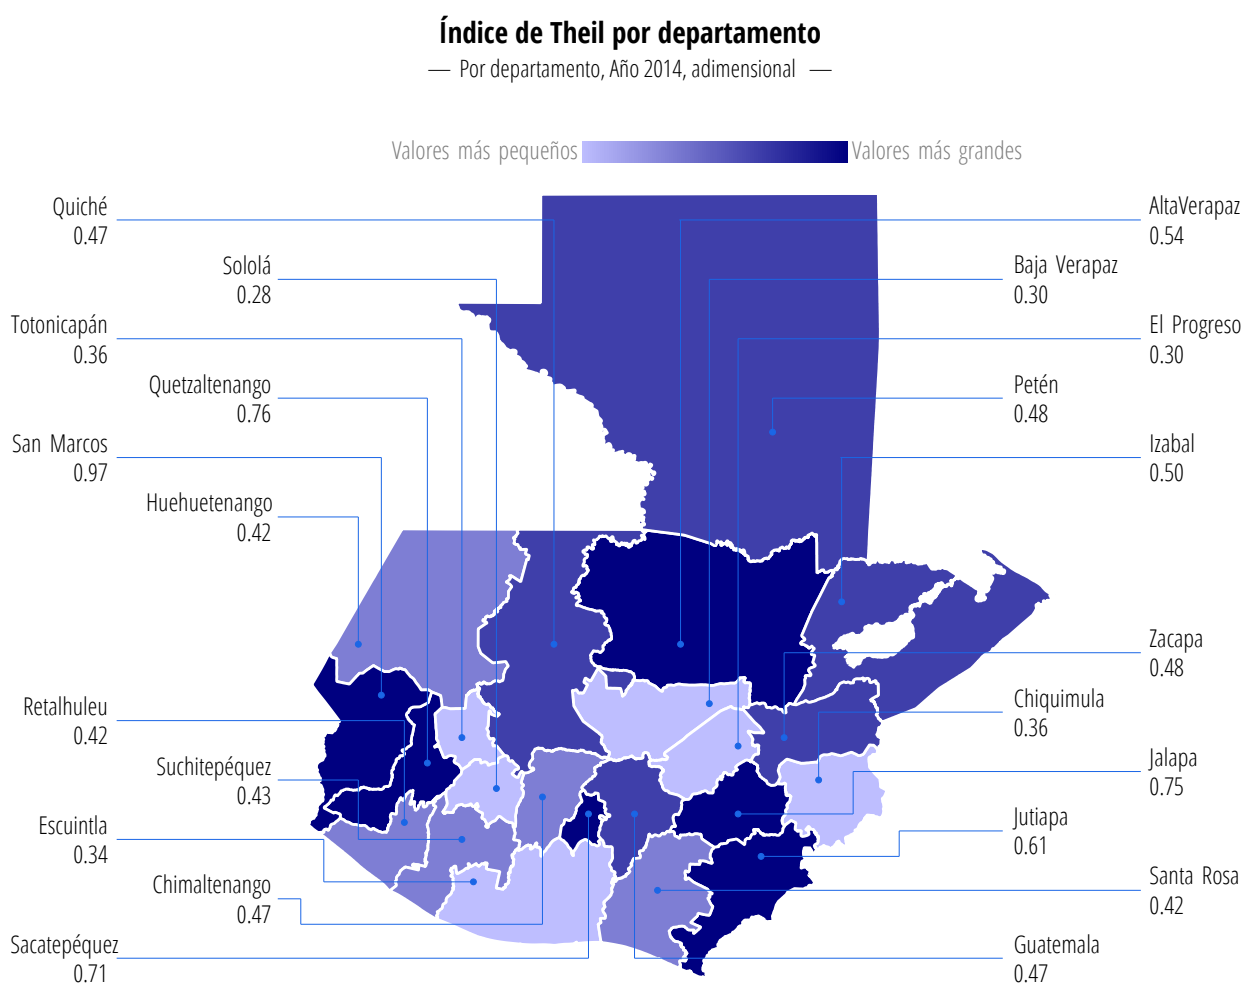 Índice de Theil por departamento
— Por departamento, Año 2014, adimensional —
Valores más pequeños
Valores más grandes
Quiché
0.47
Sololá
0.28
Totonicapán
0.36
Quetzaltenango
0.76
San Marcos
0.97
Huehuetenango
0.42
Retalhuleu
0.42
Suchitepéquez
0.43
Escuintla
0.34
Chimaltenango
0.47
Sacatepéquez
0.71
AltaVerapaz
0.54
Baja Verapaz
0.30
El Progreso
0.30
Petén
0.48
Izabal
0.50
Zacapa
0.48
Chiquimula
0.36
Jalapa
0.75
Jutiapa
0.61
Santa Rosa
0.42
Guatemala
0.47